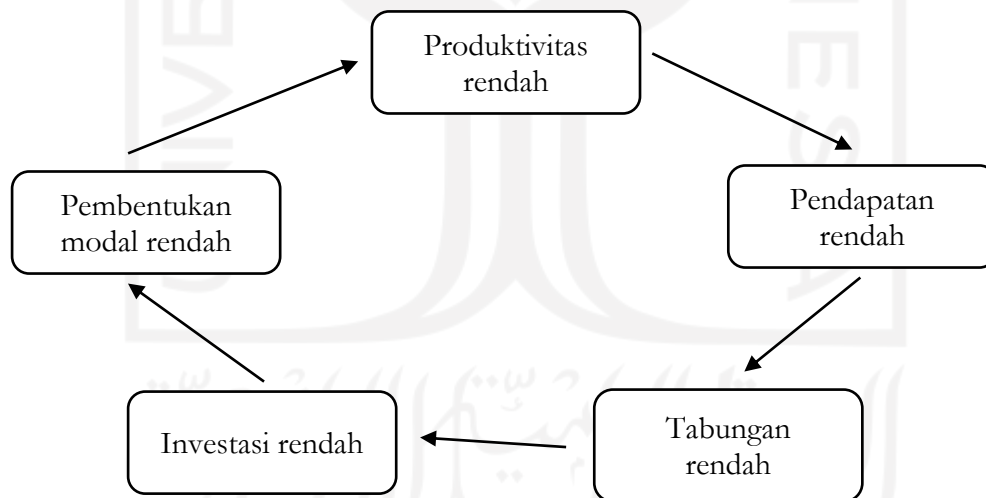 Produktivitas
rendah
Pendapatan
rendah
Tabungan
rendah
Investasi rendah
Pembentukan
modal rendah